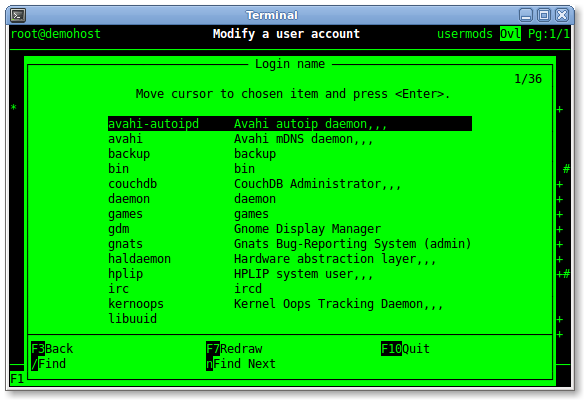 Terminal
root@demohost Modify a user account usermods Ovl Pg:1/1
Login name
1/36
Move cursor to chosen item and press <Enter>.
* +
avahi-autoipd Avahi autoip daemon,,,
avahi Avahi mDNS daemon,,,
backup backup
bin bin #
couchdb CouchDB Administrator,,, +
daemon daemon +
games games +
gdm Gnome Display Manager +
gnats Gnats Bug-Reporting System (admin) +
haldaemon Hardware abstraction layer,,, +
hplip HPLIP system user,,, +#
irc ircd
kernoops Kernel Oops Tracking Daemon,,,
libuuid +
+
F3Back F7Redraw F10Quit
/Find nFind Next
F1